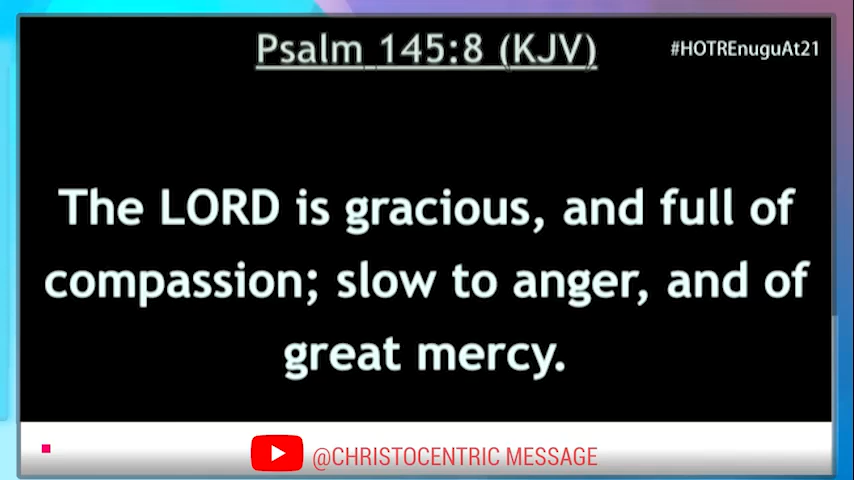 Psalm 145:8 (KJV)
#HOTREnuguAt21
The LORD is gracious, and full of
compassion; slow to anger, and of
great mercy.
@CHRISTOCENTRIC MESSAGE